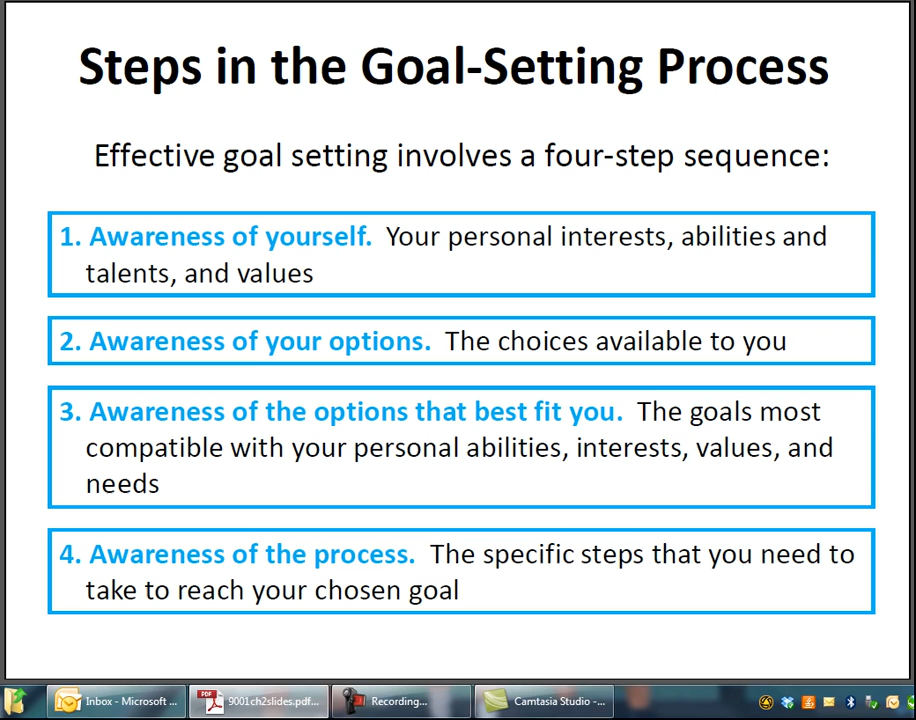 Steps in the Goal-Setting Process
Effective goal setting involves a four-step sequence:
1. Awareness of yourself. Your personal interests, abilities and
talents, and values
2. Awareness of your options. The choices available to you
3. Awareness of the options that best fit you. The goals most
compatible with your personal abilities, interests, values, and
needs
4. Awareness of the process. The specific steps that you need to
take to reach your chosen goal
Inbox - Microsoft ...
PDF
9001ch2slides.pdf...
Recording...
Camtasia Studio -...